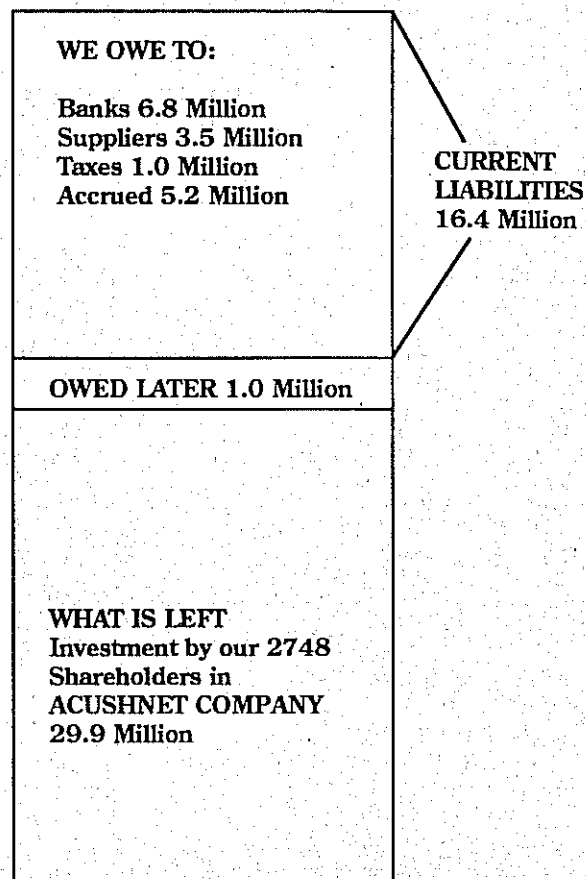 WE OWE TO:
Banks 6.8 Million
Suppliers 3.5 Million
Taxes 1.0 Million
Accrued 5.2 Million
CURRENT
LIABILITIES
16.4 Million
OWED LATER 1.0 Million
WHAT IS LEFT
Investment by our 2748
Shareholders in
ACUSHNET COMPANY
29.9 Million